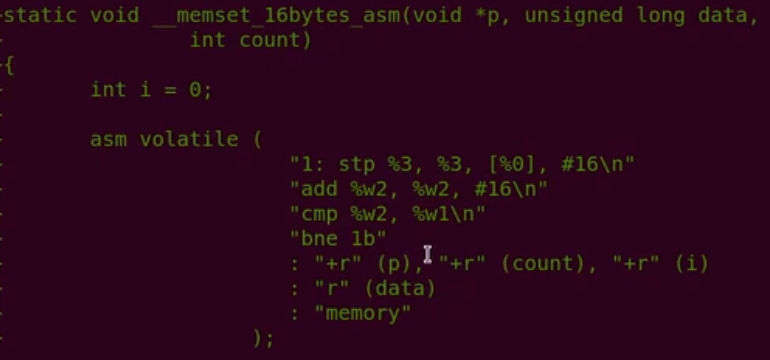 -static void __memset_16bytes_asm(void *p, unsigned long data,
- int count)
-{
- int i = 0;
-
- asm volatile (
- "1: stp %3, %3, [%0], #16\n"
- "add %w2, %w2, #16\n"
- "cmp %w2, %w1\n"
- "bne 1b"
- : "+r" (p), "+r" (count), "+r" (i)
- : "r" (data)
- : "memory"
- );